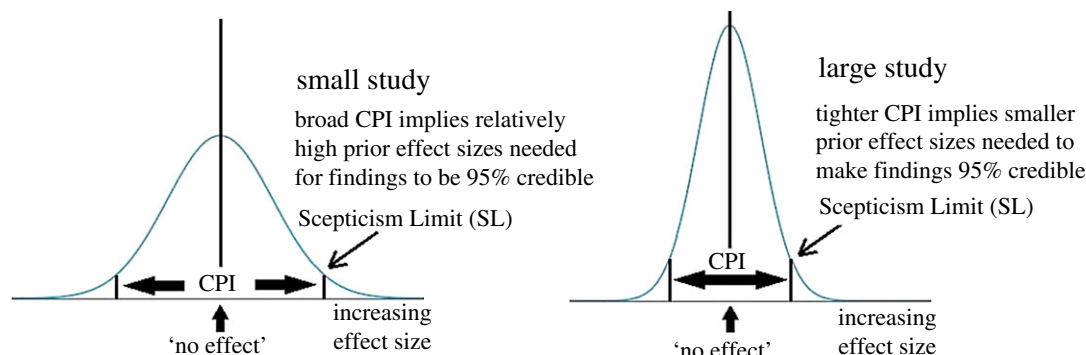 small study
broad CPI implies relatively
high prior effect sizes needed
for findings to be 95% credible
Scepticism Limit (SL)
CPI
increasing
effect size
‘no effect’
large study
tighter CPI implies smaller
prior effect sizes needed to
make findings 95% credible
Scepticism Limit (SL)
CPI
increasing
effect size
‘no effect’